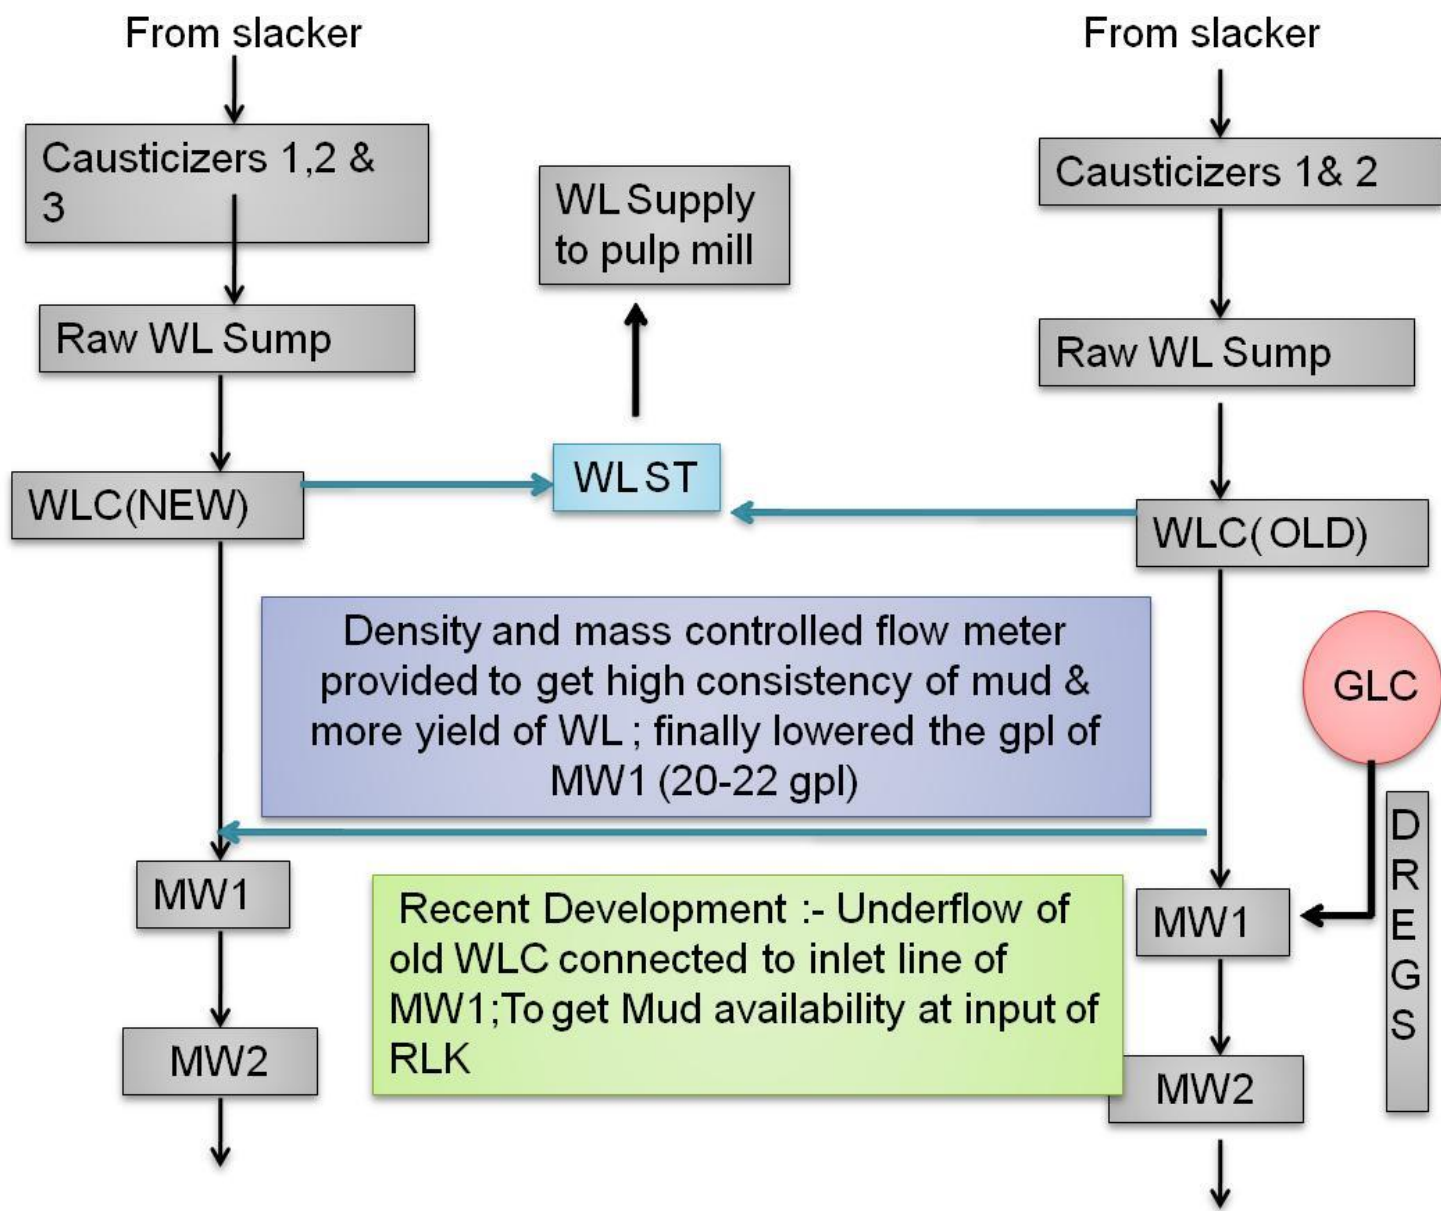 From slacker
Causticizers 1,2 &
3
Raw WL Sump
WLC(NEW)
WL Supply
to pulp mill
WLST
From slacker
Causticizers 1& 2
Raw WL Sump
WLC( OLD)
Density and mass controlled flow meter
provided to get high consistency of mud &
more yield of WL ; finally lowered the gpl of
MW1 (20-22 gpl)
GLC
DREGS
MW1
MW2
Recent Development :- Underflow of
old WLC connected to inlet line of
MW1;To get Mud availability at input of
RLK
MW1
MW2